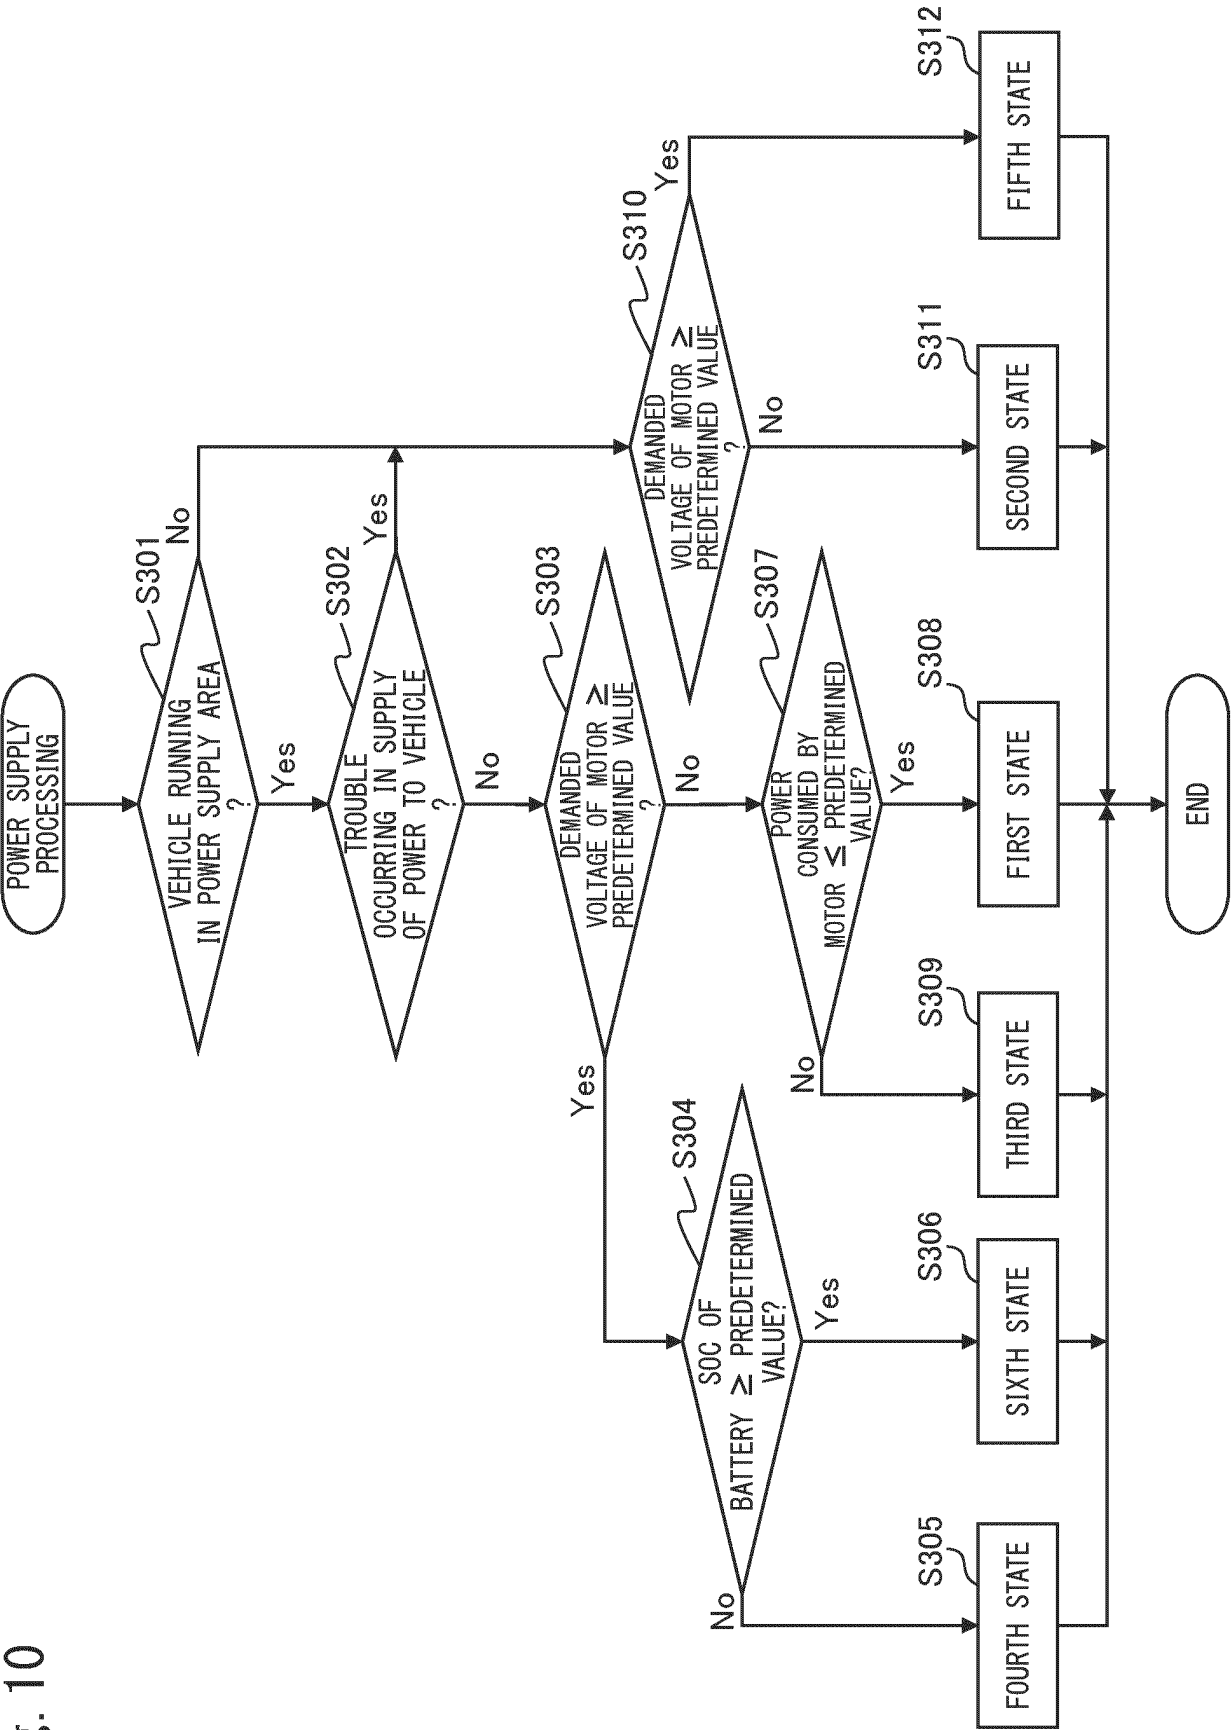 . 10
POWER SUPPLY
PROCESSING
S301
VEHICLE RUNNING
IN POWER SUPPLY AREA
?
No
Yes
S302
TROUBLE
OCCURRING IN SUPPLY
OF POWER TO VEHICLE
?
Yes
No
S303
DEMANDED
VOLTAGE OF MOTOR ≥
PREDETERMINED VALUE
?
Yes
No
S304
SOC OF
BATTERY ≥ PREDETERMINED
VALUE?
No
Yes
S307
POWER
CONSUMED BY
MOTOR ≤ PREDETERMINED
VALUE?
No
Yes
S310
DEMANDED
VOLTAGE OF MOTOR ≥
PREDETERMINED VALUE
?
Yes
No
S305
FOURTH STATE
S306
SIXTH STATE
S309
THIRD STATE
S308
FIRST STATE
S311
SECOND STATE
S312
FIFTH STATE
END